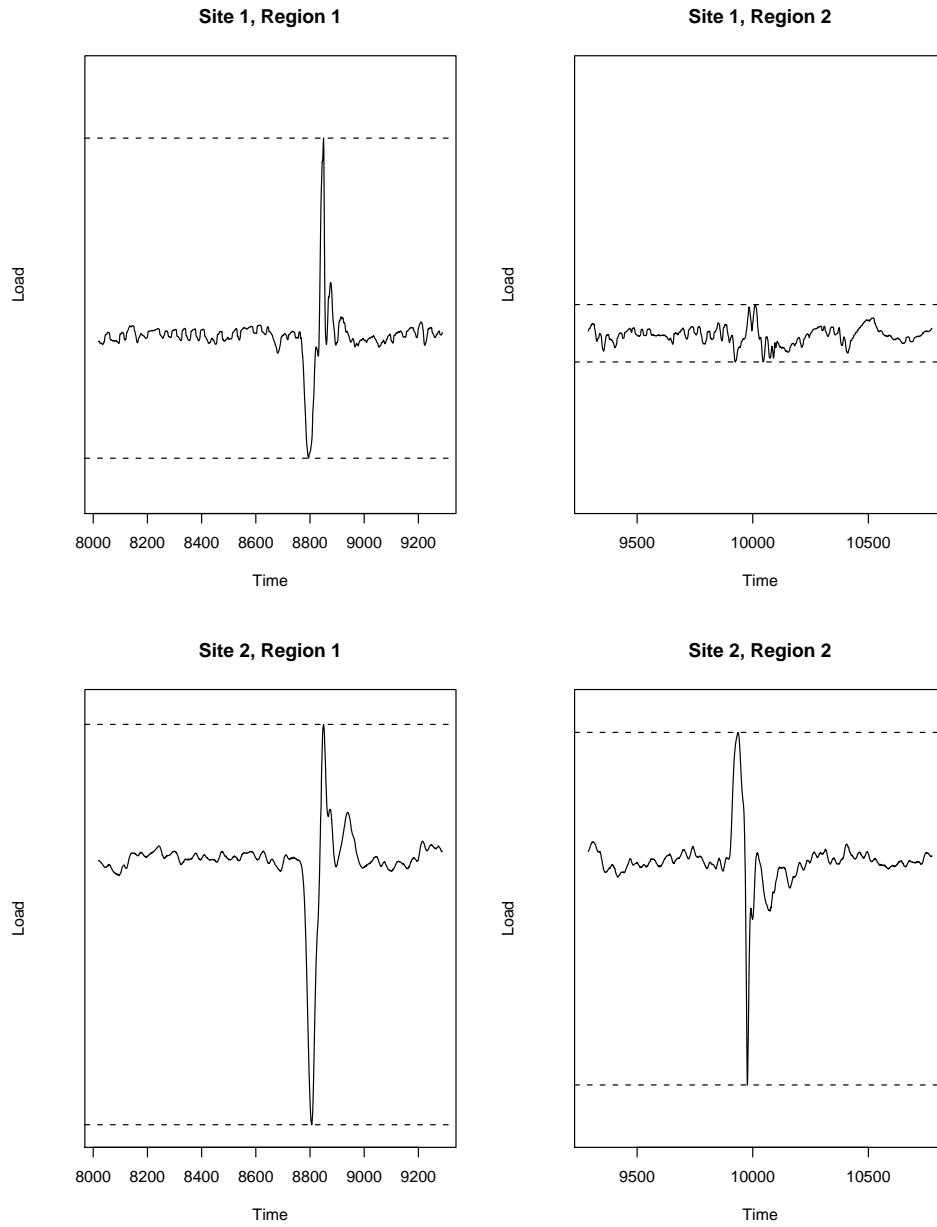 Site 1, Region 1
Load
8000 8200 8400 8600 8800 9000 9200
Time
Site 1, Region 2
Load
9500 10000 10500
Time
Site 2, Region 1
Load
8000 8200 8400 8600 8800 9000 9200
Time
Site 2, Region 2
Load
9500 10000 10500
Time